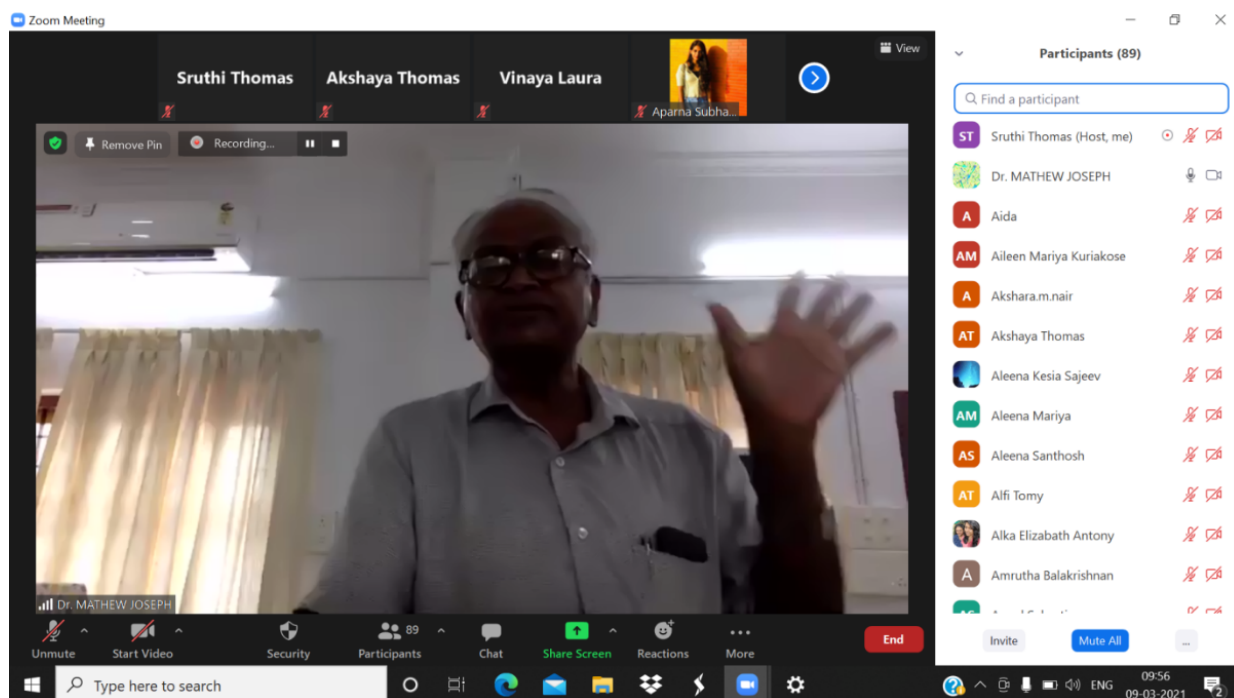 Zoom Meeting
Sruthi Thomas
Akshaya Thomas
Vinaya Laura
Aparna Subha...
View
Remove Pin
Recording...
Dr. MATHEW JOSEPH
Unmute
Start Video
Security
89
Participants
Chat
Share Screen
Reactions
More
End
Participants (89)
Find a participant
ST Sruthi Thomas (Host, me)
Dr. MATHEW JOSEPH
A Aida
AM Aileen Mariya Kuriakose
A Akshara.m.nair
AT Akshaya Thomas
Aleena Kesia Sajeev
AM Aleena Mariya
AS Aleena Santhosh
AT Alfi Tomy
Alka Elizabath Antony
A Amrutha Balakrishnan
Invite
Mute All
...
Type here to search
ENG
09:56
09-03-2021
2